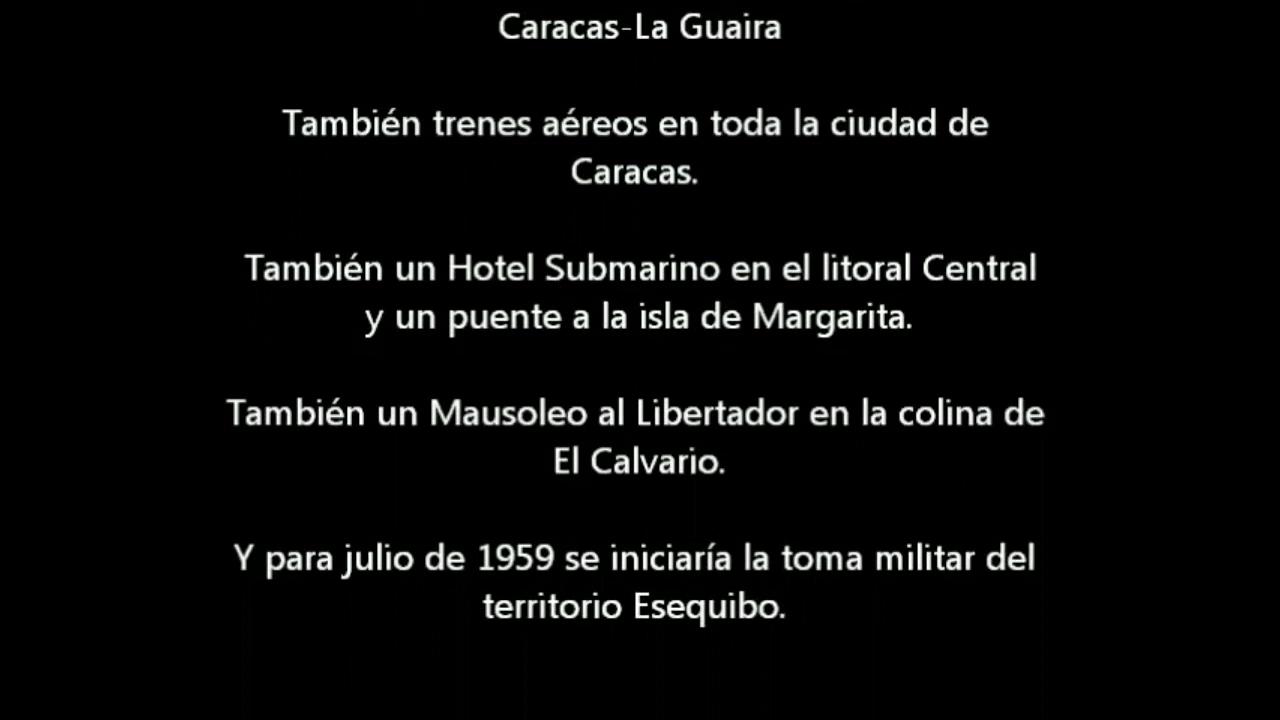 Caracas-La Guaira
También trenes aéreos en toda la ciudad de
Caracas.
También un Hotel Submarino en el litoral Central
y un puente a la isla de Margarita.
También un Mausoleo al Libertador en la colina de
El Calvario.
Y para julio de 1959 se iniciaría la toma militar del
territorio Esequibo.